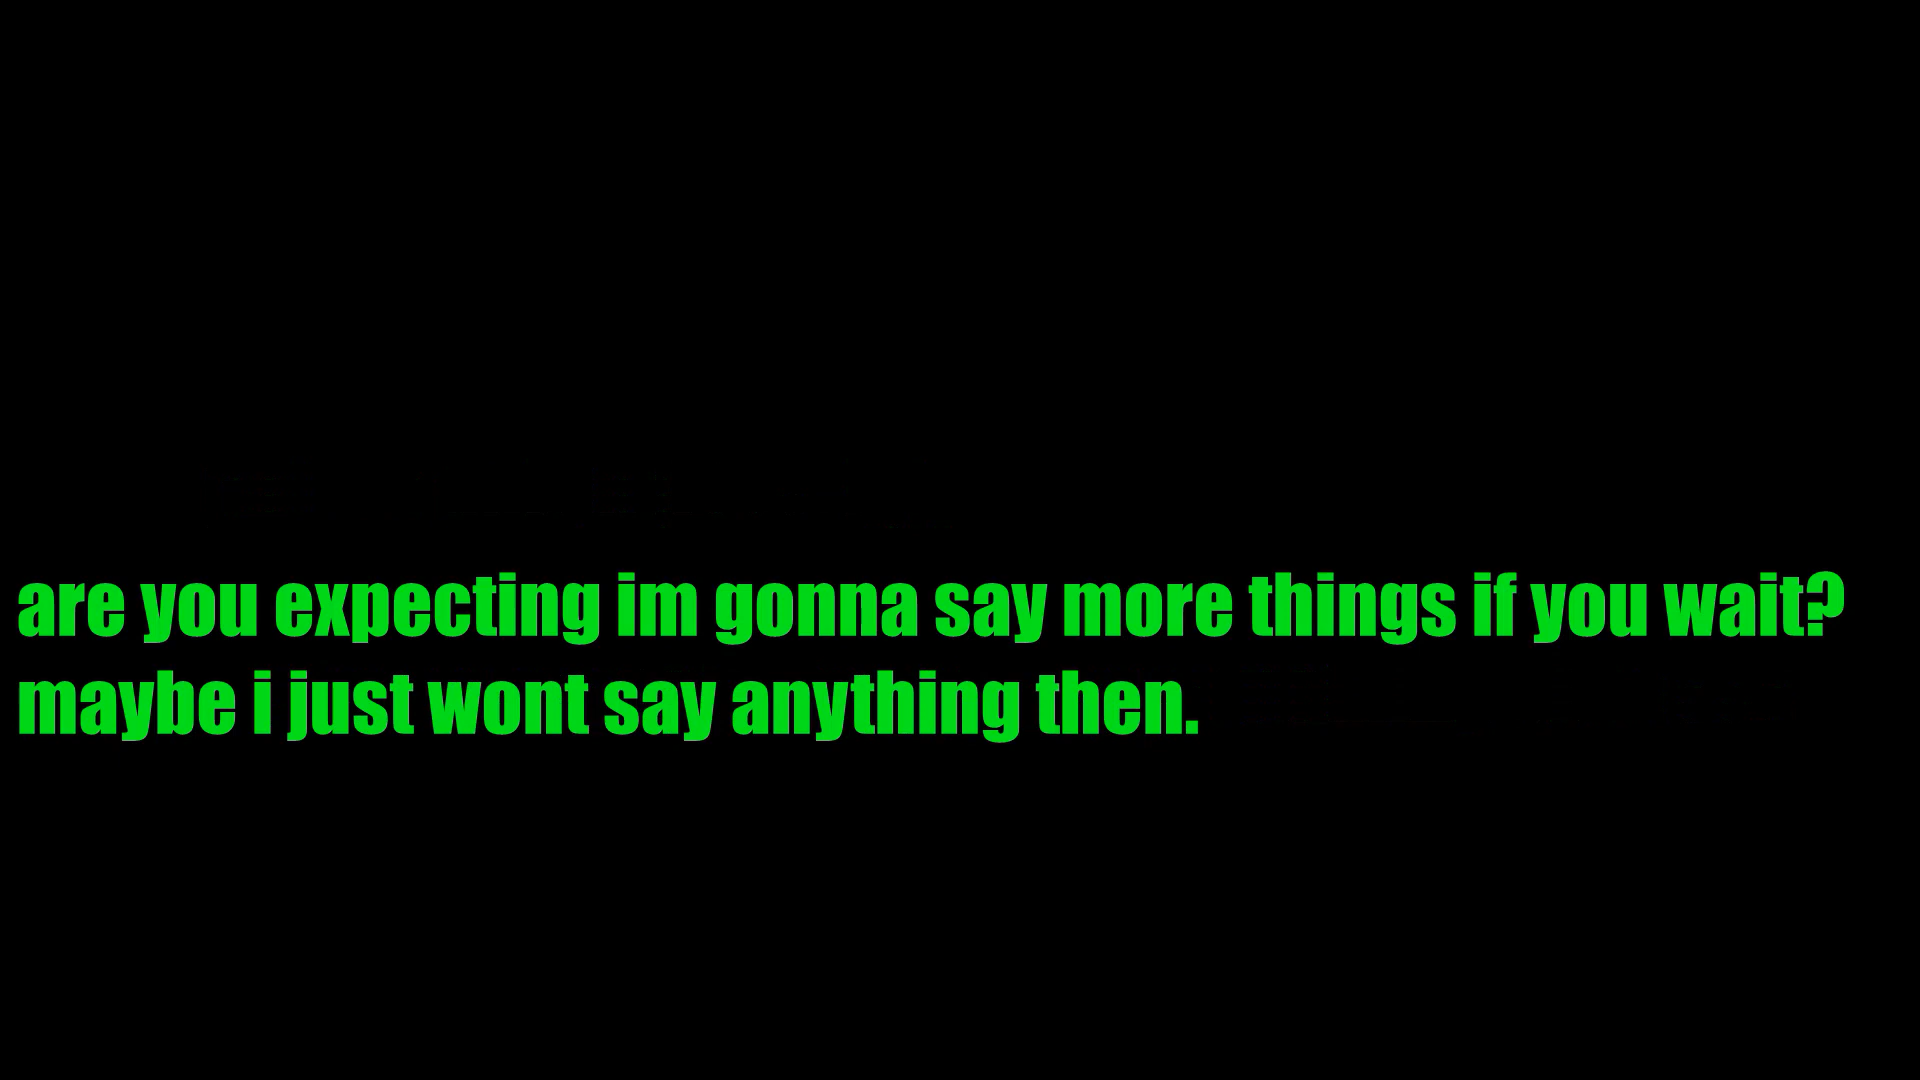 are you expecting im gonna say more things if you wait?
maybe i just wont say anything then.